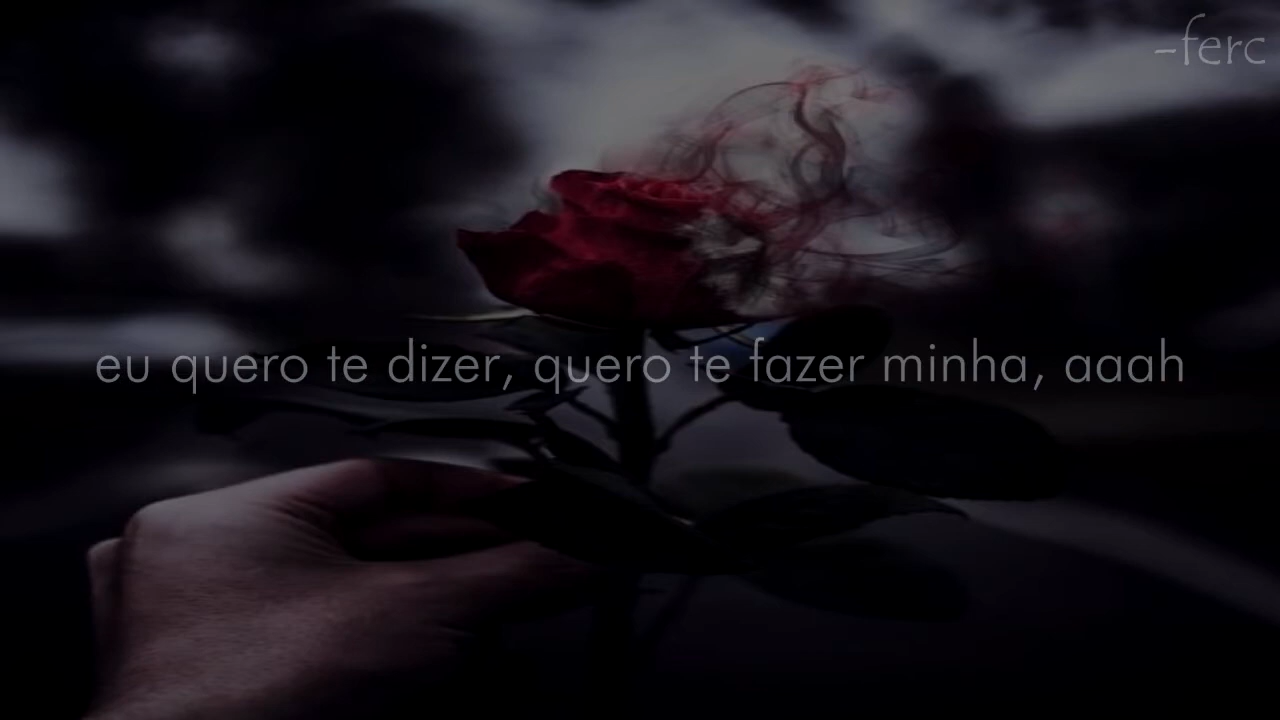 -ferc
eu quero te dizer, quero te fazer minha, aaah